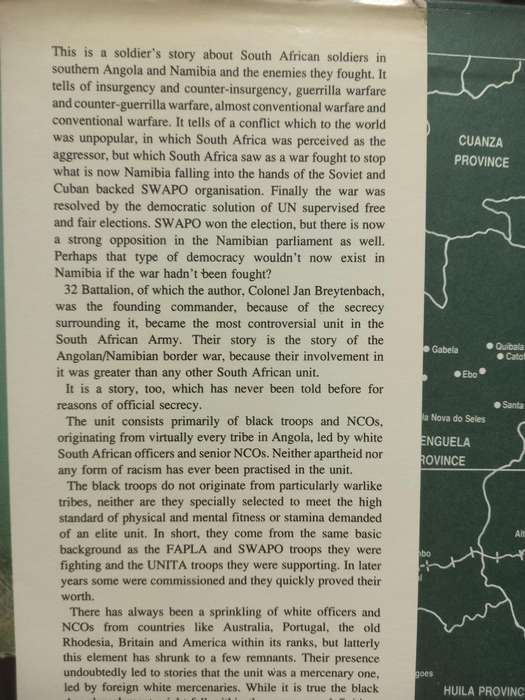 This is a soldier's story about South African soldiers in
southern Angola and Namibia and the enemies they fought. It
tells of insurgency and counter-insurgency, guerrilla warfare
and counter-guerrilla warfare, almost conventional warfare and
conventional warfare. It tells of a conflict which to the world
was unpopular, in which South Africa was perceived as the
aggressor, but which South Africa saw as a war fought to stop
what is now Namibia falling into the hands of the Soviet and
Cuban backed SWAPO organisation. Finally the war was
resolved by the democratic solution of UN supervised free
and fair elections. SWAPO won the election, but there is now
a strong opposition in the Namibian parliament as well.
Perhaps that type of democracy wouldn't now exist in
Namibia if the war hadn't been fought?
32 Battalion, of which the author, Colonel Jan Breytenbach,
was the founding commander, because of the secrecy
surrounding it, became the most controversial unit in the
South African Army. Their story is the story of the
Angolan/Namibian border war, because their involvement in
it was greater than any other South African unit.
It is a story, too, which has never been told before for
reasons of official secrecy.
The unit consists primarily of black troops and NCOs,
originating from virtually every tribe in Angola, led by white
South African officers and senior NCOs. Neither apartheid nor
any form of racism has ever been practised in the unit.
The black troops do not originate from particularly warlike
tribes, neither are they specially selected to meet the high
standard of physical and mental fitness or stamina demanded
of an elite unit. In short, they come from the same basic
background as the FAPLA and SWAPO troops they were
fighting and the UNITA troops they were supporting. In later
years some were commissioned and they quickly proved their
worth.
There has always been a sprinkling of white officers and
NCOs from countries like Australia, Portugal, the old
Rhodesia, Britain and America within its ranks, but latterly
this element has shrunk to a few remnants. Their presence
undoubtedly led to stories that the unit was a mercenary one,
led by foreign white mercenaries. While it is true the black
CUANZA
PROVINCE
Gabela
Quibala
Catof
Ebo
Santa
la Nova do Seles
ENGUELA
ROVINCE
Alt
bo
goes
HUILA PROVINC